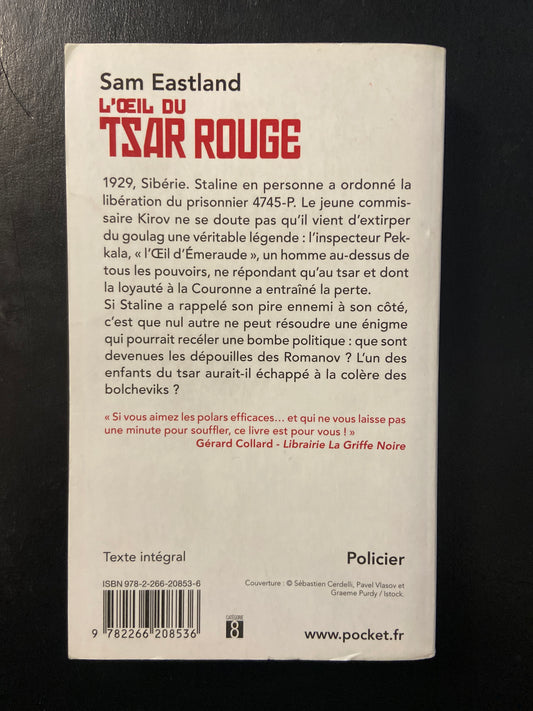 Sam Eastland
L'ŒIL DU
TSAR ROUGE
1929, Sibérie. Staline en personne a ordonné la
libération du prisonnier 4745-P. Le jeune commis-
saire Kirov ne se doute pas qu'il vient d'extirper
du goulag une véritable légende : l'inspecteur Pek-
kala, « l'Œil d'Émeraude », un homme au-dessus de
tous les pouvoirs, ne répondant qu'au tsar et dont
la loyauté à la Couronne a entraîné la perte.
Si Staline a rappelé son pire ennemi à son côté,
c'est que nul autre ne peut résoudre une énigme
qui pourrait recéler une bombe politique : que sont
devenues les dépouilles des Romanov ? L'un des
enfants du tsar aurait-il échappé à la colère des
bolcheviks ?
« Si vous aimez les polars efficaces... et qui ne vous laisse pas
une minute pour souffler, ce livre est pour vous ! »
Gérard Collard - Librairie La Griffe Noire
Texte intégral
Policier
ISBN 978-2-266-20853-6
Couverture : © Sébastien Cerdelli, Pavel Vlasov et
Graeme Purdy / Istock.
CATÉGORIE
8
9 782266 208536
www.pocket.fr